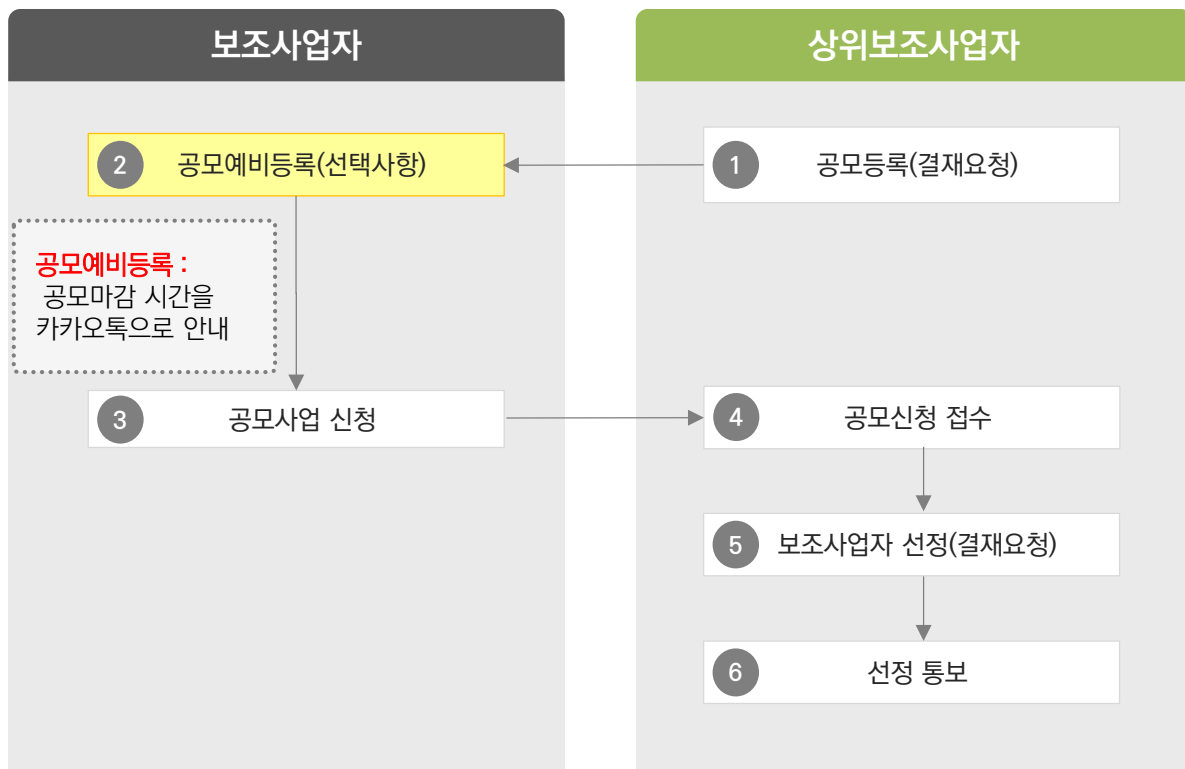 보조사업자
상위보조사업자
2 공모예비등록(선택사항)
1 공모등록(결재요청)
공모예비등록 :
공모마감 시간을
카카오톡으로 안내
3 공모사업 신청
4 공모신청 접수
5 보조사업자 선정(결재요청)
6 선정 통보